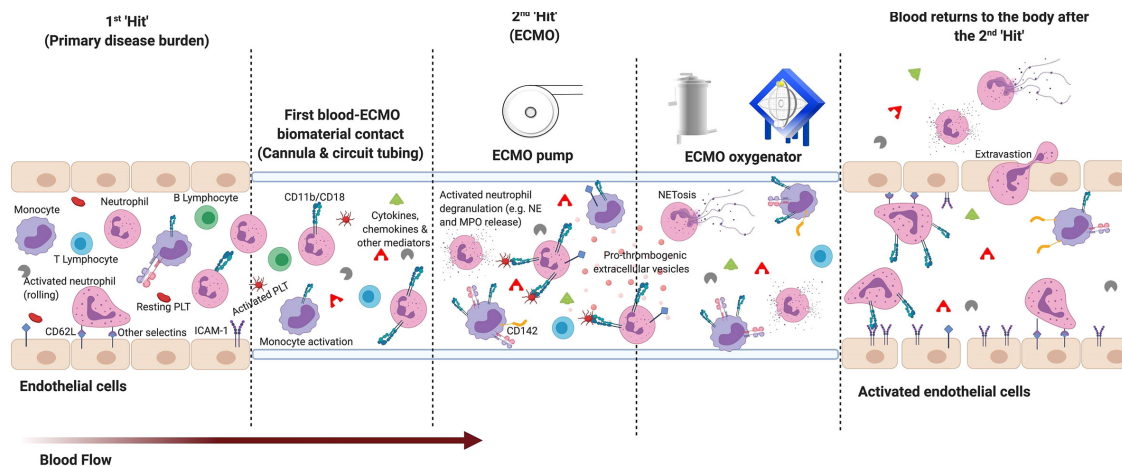 1st 'Hit'
(Primary disease burden)
2nd 'Hit'
(ECMO)
Blood returns to the body after
the 2nd 'Hit'
First blood-ECMO
biomaterial contact
(Cannula & circuit tubing)
ECMO pump
ECMO oxygenator
Monocyte
Neutrophil
B Lymphocyte
T Lymphocyte
Activated neutrophil
(rolling)
Resting PLT
CD62L
Other selectins
ICAM-1
Endothelial cells
CD11b/CD18
Cytokines,
chemokines &
other mediators
Activated PLT
Monocyte activation
Activated neutrophil
degranulation (e.g. NE
and MPO release)
CD142
Pro-thrombogenic
extracellular vesicles
NETosis
Extravastion
Activated endothelial cells
Blood Flow